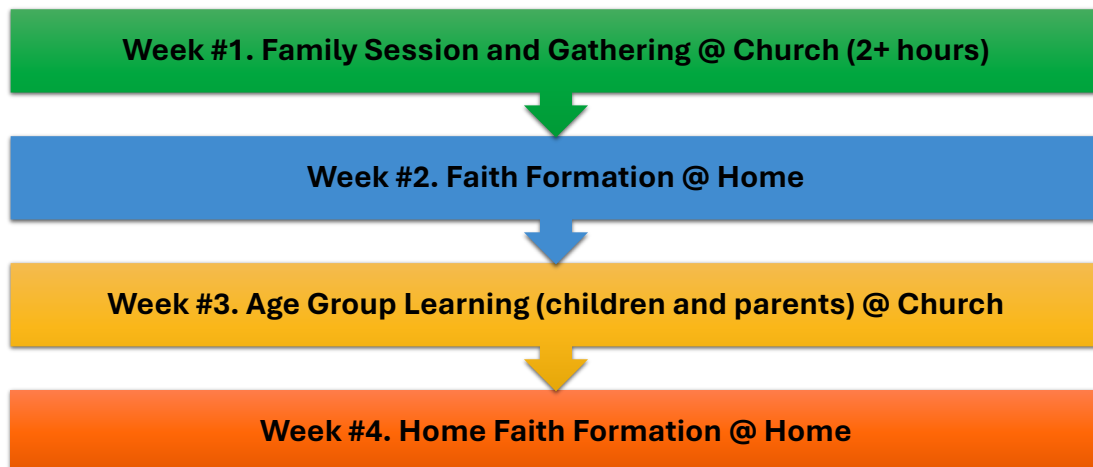 Week #1. Family Session and Gathering @ Church (2+ hours)
Week #2. Faith Formation @ Home
Week #3. Age Group Learning (children and parents) @ Church
Week #4. Home Faith Formation @ Home